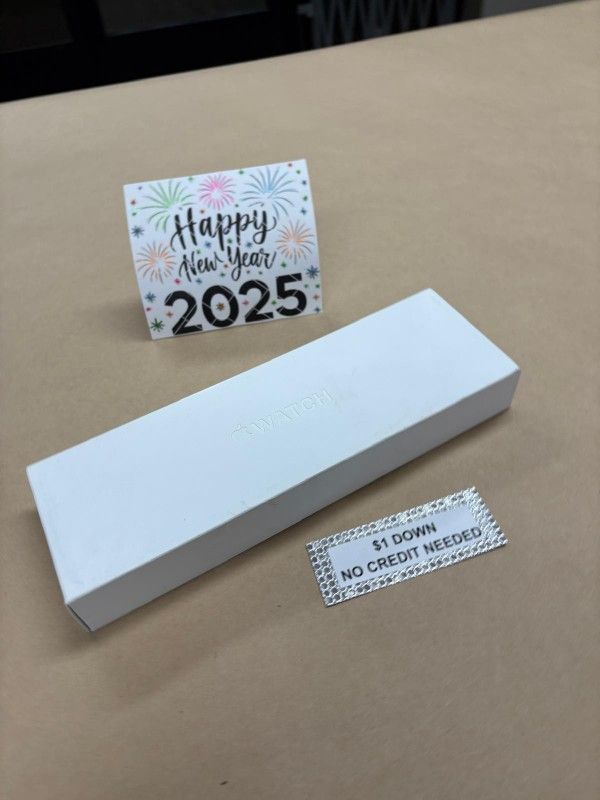 Happy
New Year
2025
WATCH
$1 DOWN
NO CREDIT NEEDED